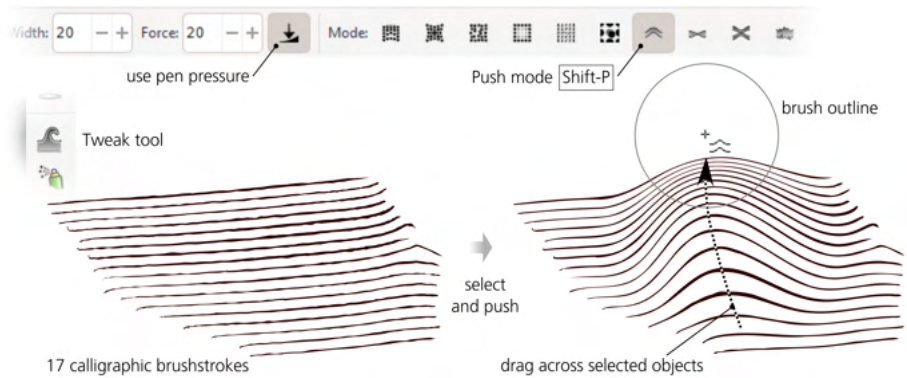 Width: 20 Force: 20 Mode:
use pen pressure
Push mode Shift-P
brush outline
Tweak tool
select
and push
17 calligraphic brushstrokes
drag across selected objects